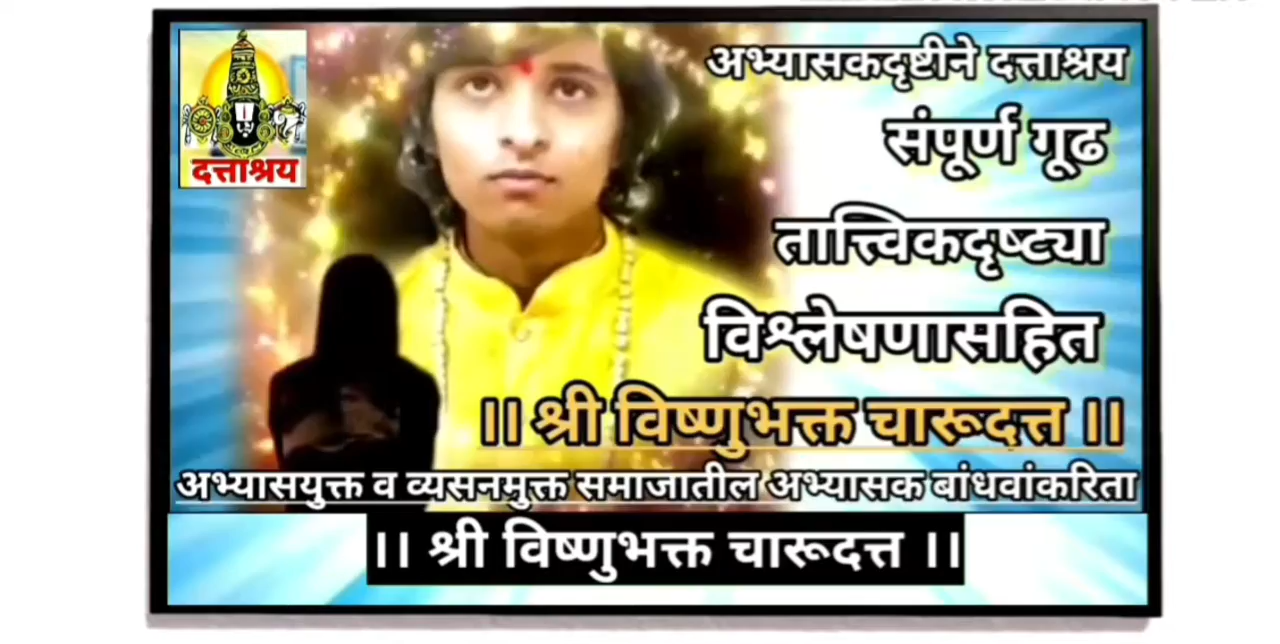 अभ्यासकदृष्टीने दत्ताश्रय
संपूर्ण गूढ
दत्ताश्रय
तात्त्विकदृष्ट्या
विश्लेषणासहित
।। श्री विष्णुभक्त चारूदत्त ।।
अभ्यासयुक्त व व्यसनमुक्त समाजातील अभ्यासक बांधवांकरिता
।। श्री विष्णुभक्त चारूदत्त ।।